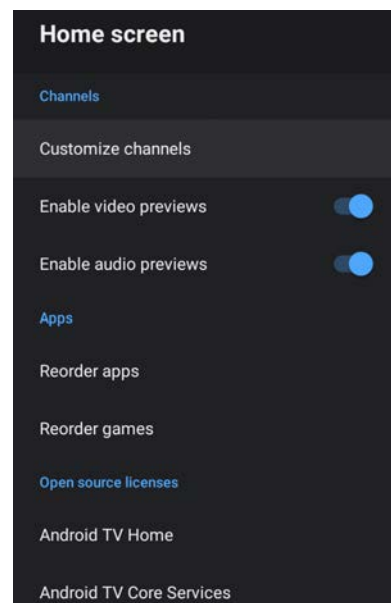 Home screen
Channels
Customize channels
Enable video previews
Enable audio previews
Apps
Reorder apps
Reorder games
Open source licenses
Android TV Home
Android TV Core Services